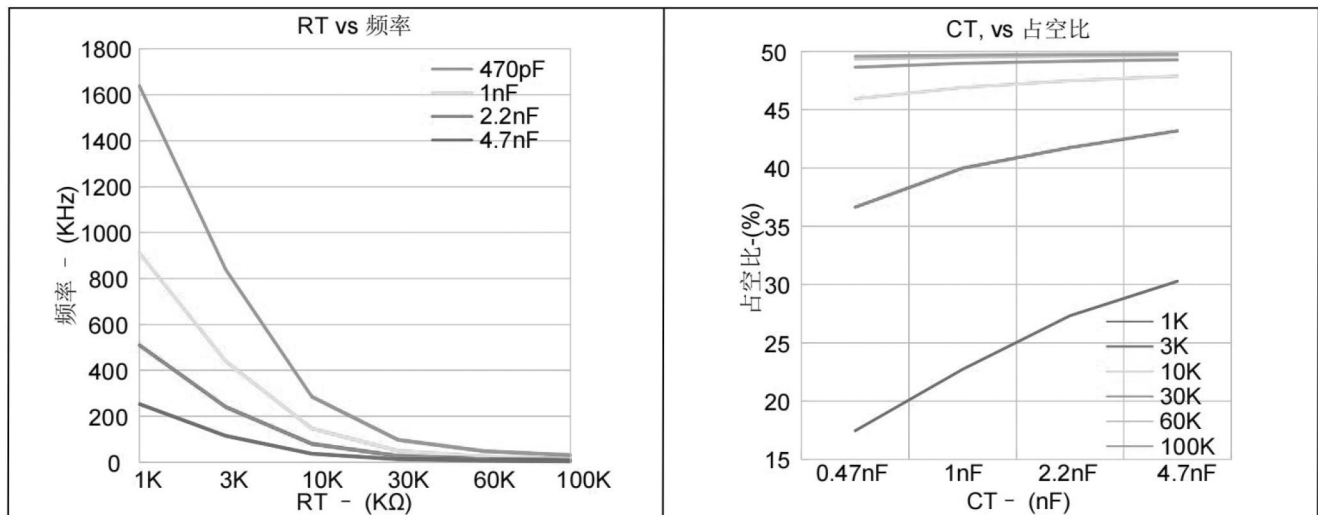 RT vs 频率
1800
1600
1400
1200
1000
800
600
400
200
0
频率 - (KHz)
470pF
1nF
2.2nF
4.7nF
1K 3K 10K 30K 60K 100K
RT - (KΩ)
CT, vs 占空比
50
45
40
35
30
25
20
15
占空比-(%)
1K
3K
10K
30K
60K
100K
0.47nF 1nF 2.2nF 4.7nF
CT - (nF)